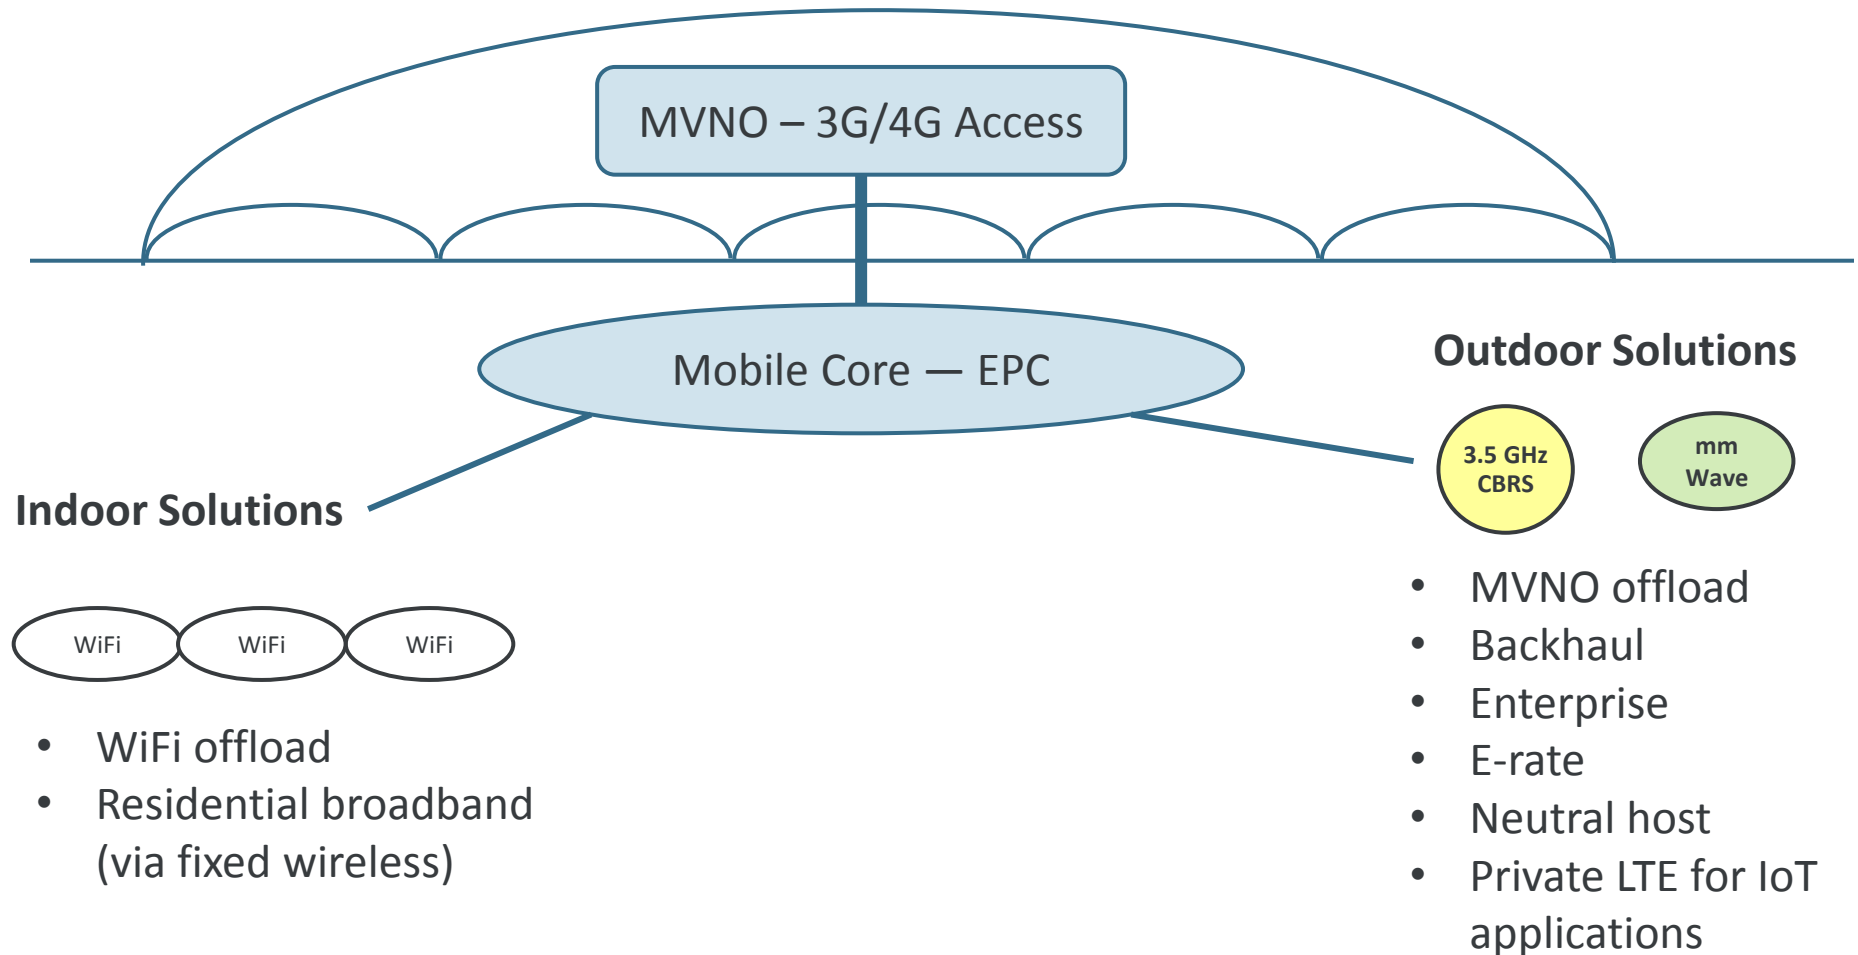 MVNO – 3G/4G Access
Mobile Core — EPC
Outdoor Solutions
3.5 GHz
CBRS
mm
Wave
Indoor Solutions
WiFi
WiFi
WiFi
• WiFi offload
• Residential broadband
(via fixed wireless)
• MVNO offload
• Backhaul
• Enterprise
• E-rate
• Neutral host
• Private LTE for IoT
applications